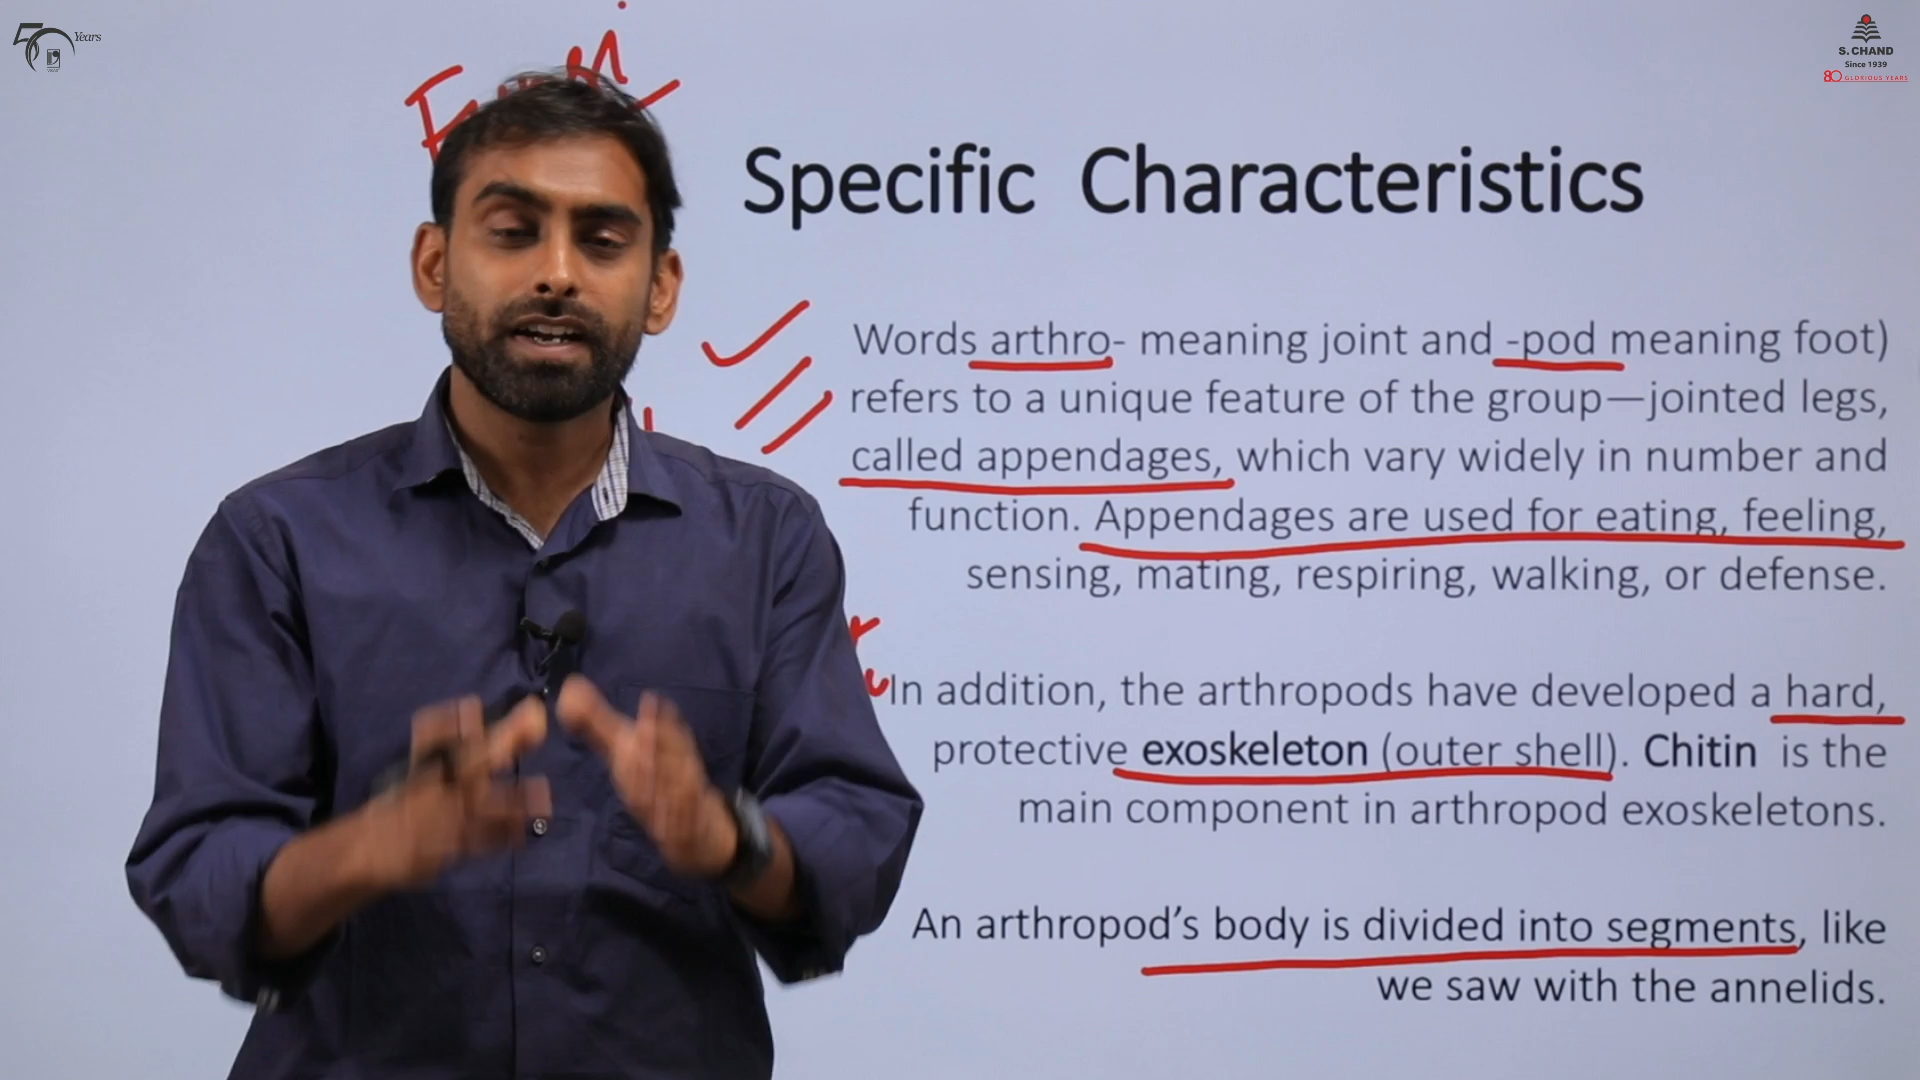 50 Years
S. CHAND
Since 1939
80 GLORIOUS YEARS
Specific Characteristics
Words arthro- meaning joint and -pod meaning foot)
refers to a unique feature of the group—jointed legs,
called appendages, which vary widely in number and
function. Appendages are used for eating, feeling,
sensing, mating, respiring, walking, or defense.
In addition, the arthropods have developed a hard,
protective exoskeleton (outer shell). Chitin is the
main component in arthropod exoskeletons.
An arthropod’s body is divided into segments, like
we saw with the annelids.